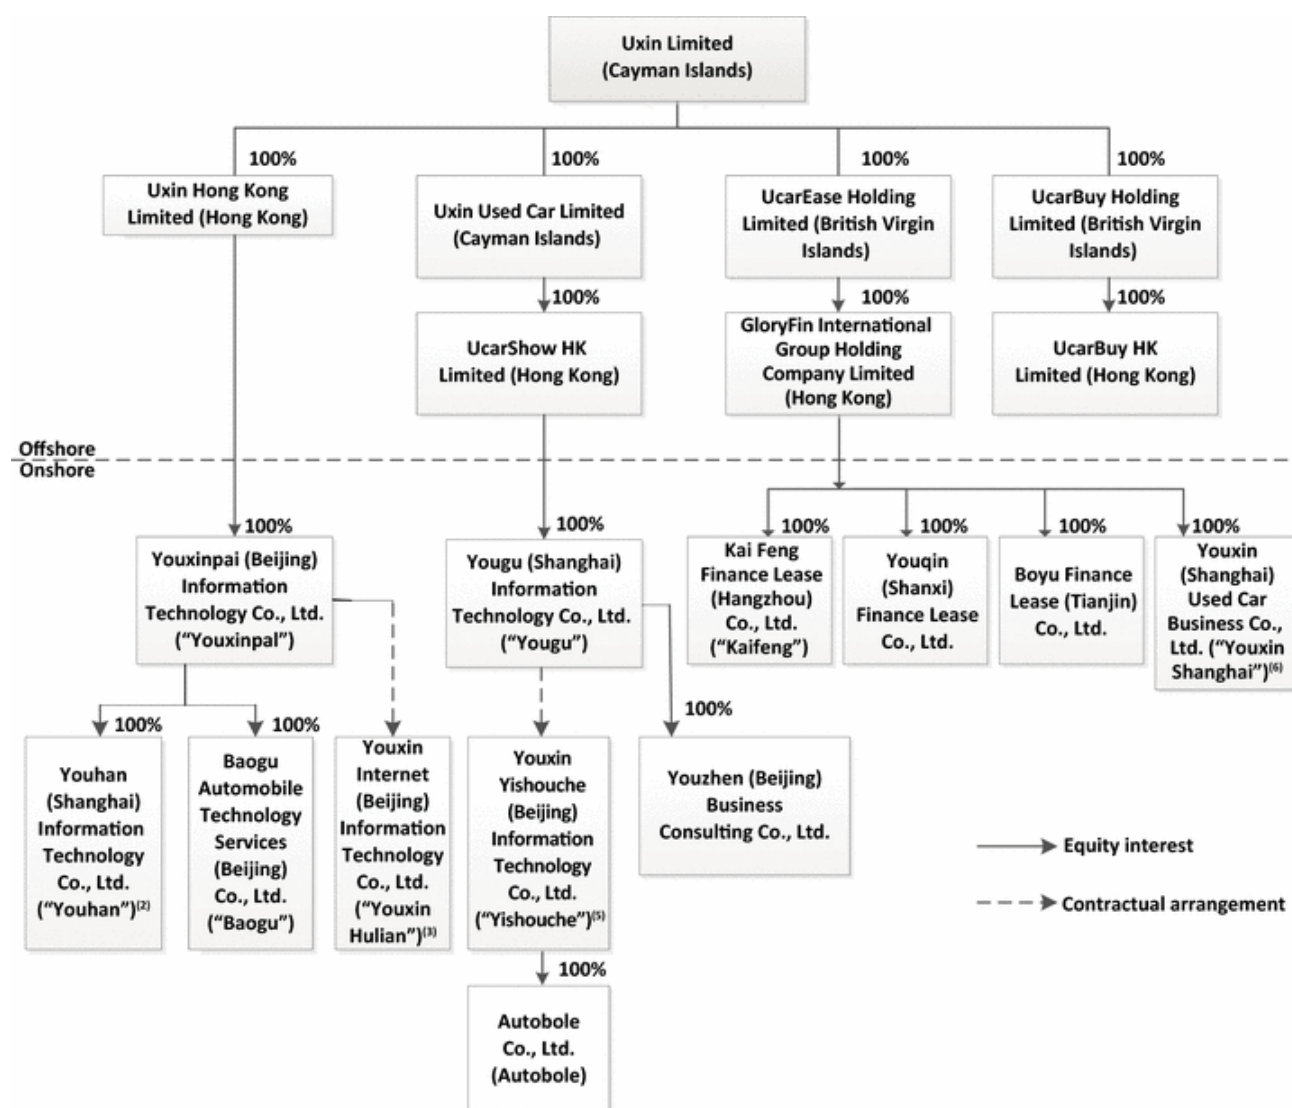 Uxin Limited
(Cayman Islands)
100%
100%
100%
100%
Uxin Hong Kong
Limited (Hong Kong)
Uxin Used Car Limited
(Cayman Islands)
UcarEase Holding
Limited (British Virgin
Islands)
UcarBuy Holding
Limited (British Virgin
Islands)
100%
100%
100%
UcarShow HK
Limited (Hong Kong)
GloryFin International
Group Holding
Company Limited
(Hong Kong)
UcarBuy HK
Limited (Hong Kong)
Offshore
Onshore
100%
100%
100%
100%
100%
100%
Youxinpai (Beijing)
Information
Technology Co., Ltd.
(“Youxinpal”)
Yougu (Shanghai)
Information
Technology Co., Ltd.
(“Yougu”)
Kai Feng
Finance Lease
(Hangzhou)
Co., Ltd.
(“Kaifeng”)
Youqin
(Shanxi)
Finance Lease
Co., Ltd.
Boyu Finance
Lease (Tianjin)
Co., Ltd.
Youxin
(Shanghai)
Used Car
Business Co.,
Ltd. (“Youxin
Shanghai”)(6)
100%
100%
100%
Youhan
(Shanghai)
Information
Technology
Co., Ltd.
(“Youhan”)(2)
Baogu
Automobile
Technology
Services
(Beijing)
Co., Ltd.
(“Baogu”)
Youxin
Internet
(Beijing)
Information
Technology
Co., Ltd.
(“Youxin
Hulian”)(3)
Youxin
Yishouche
(Beijing)
Information
Technology
Co., Ltd.
(“Yishouche”)(5)
Youzhen (Beijing)
Business
Consulting Co., Ltd.
Equity interest
Contractual arrangement
100%
Autobole
Co., Ltd.
(Autobole)